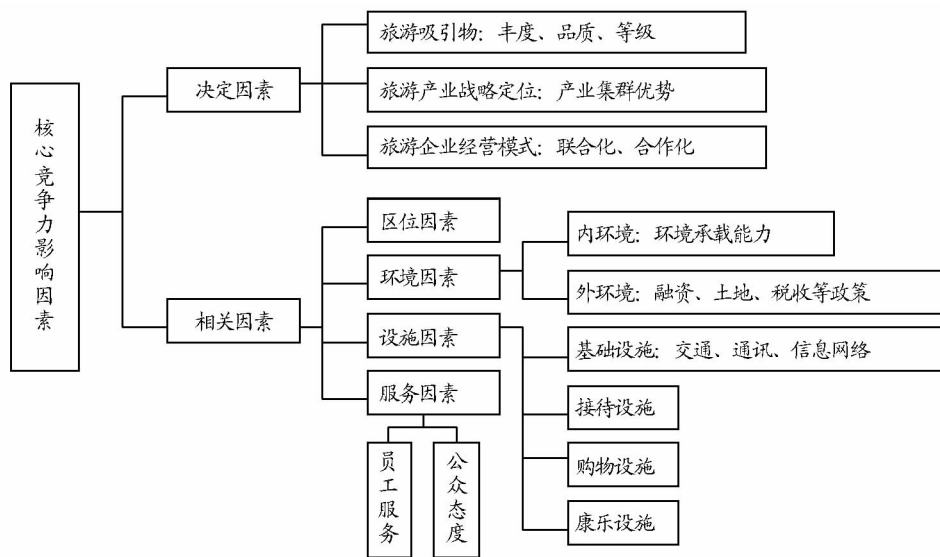 核心竞争力影响因素
决定因素
旅游吸引物：丰度、品质、等级
旅游产业战略定位：产业集群优势
旅游企业经营模式：联合化、合作化
相关因素
区位因素
环境因素
内环境：环境承载能力
外环境：融资、土地、税收等政策
设施因素
基础设施：交通、通讯、信息网络
接待设施
购物设施
康乐设施
服务因素
员工服务
公众态度